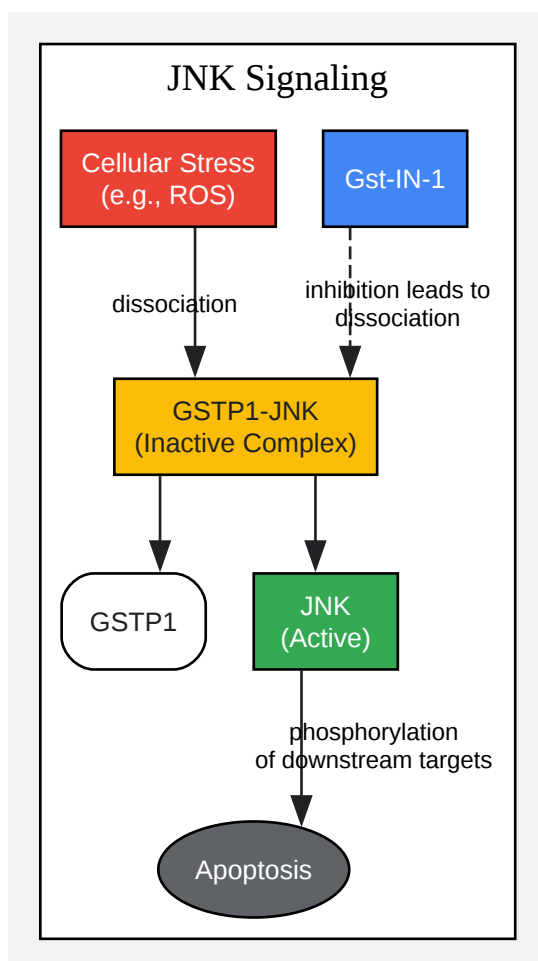 JNK Signaling
Cellular Stress
(e.g., ROS)
Gst-IN-1
dissociation
inhibition leads to
dissociation
GSTP1-JNK
(Inactive Complex)
GSTP1
JNK
(Active)
phosphorylation
of downstream targets
Apoptosis